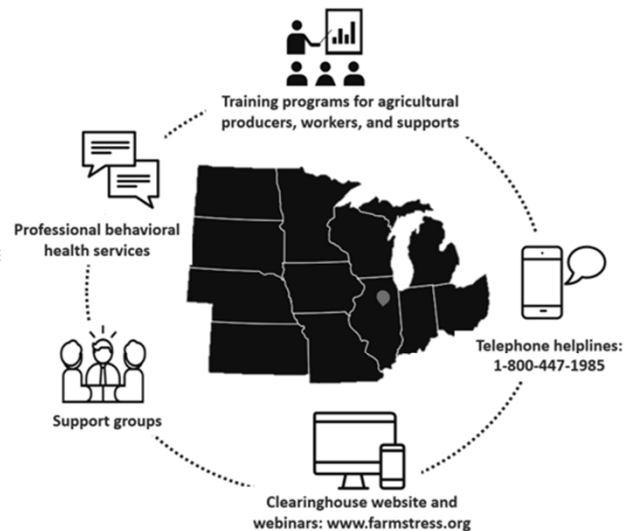 Training programs for agricultural
producers, workers, and supports
Professional behavioral
health services
Telephone helplines:
1-800-447-1985
Support groups
Clearinghouse website and
webinars: www.farmstress.org